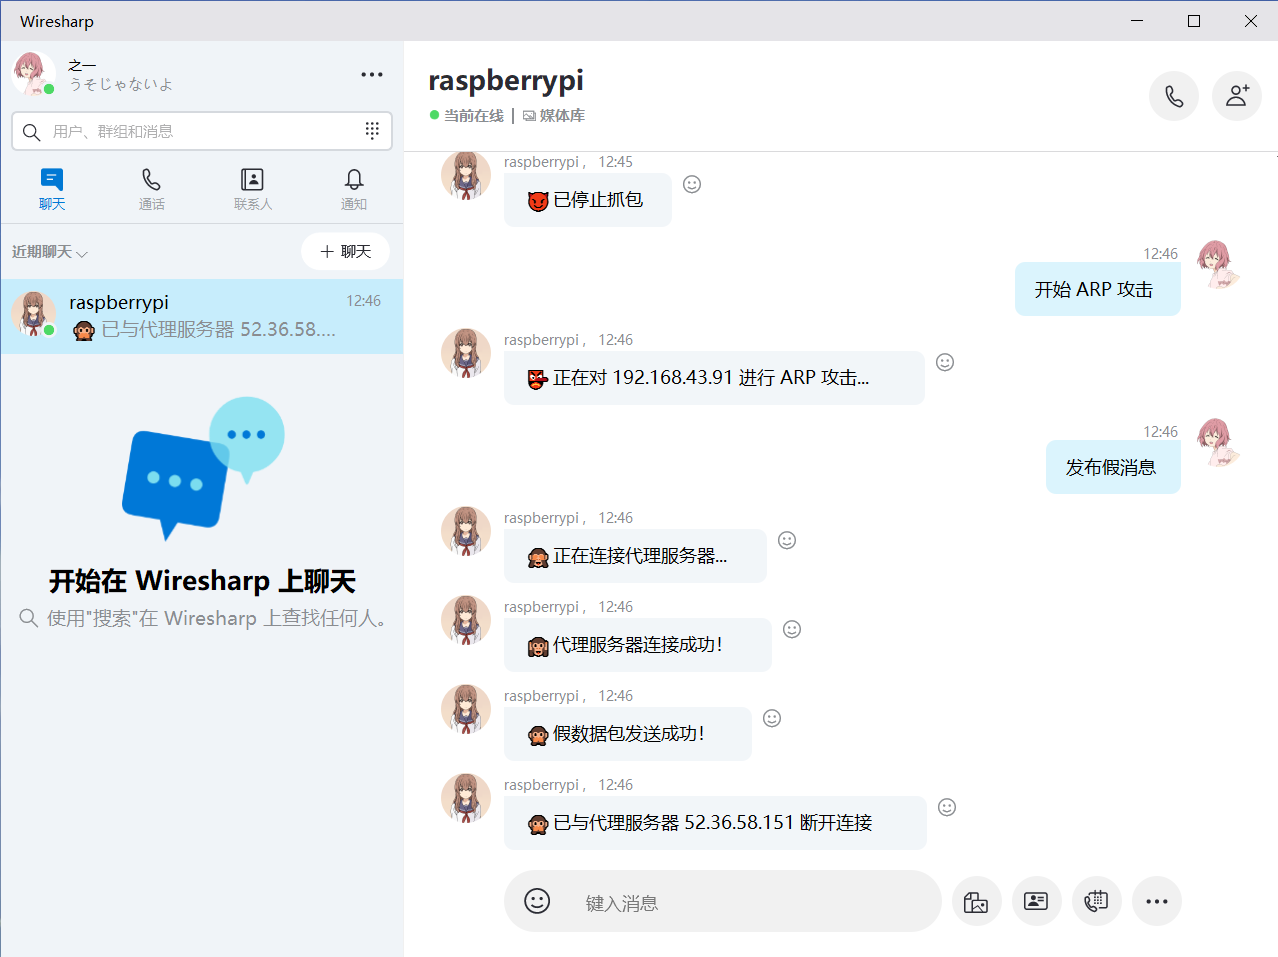 Wiresharp
之一
うそじゃないよ
用户、群组和消息
聊天
通话
联系人
通知
近期聊天
聊天
raspberrypi
12:46
已与代理服务器 52.36.58....
开始在 Wiresharp 上聊天
使用"搜索"在 Wiresharp 上查找任何人。
raspberrypi
当前在线 | 媒体库
raspberrypi， 12:45
已停止抓包
12:46
开始 ARP 攻击
raspberrypi， 12:46
正在对 192.168.43.91 进行 ARP 攻击...
12:46
发布假消息
raspberrypi， 12:46
正在连接代理服务器...
raspberrypi， 12:46
代理服务器连接成功！
raspberrypi， 12:46
假数据包发送成功！
raspberrypi， 12:46
已与代理服务器 52.36.58.151 断开连接
键入消息